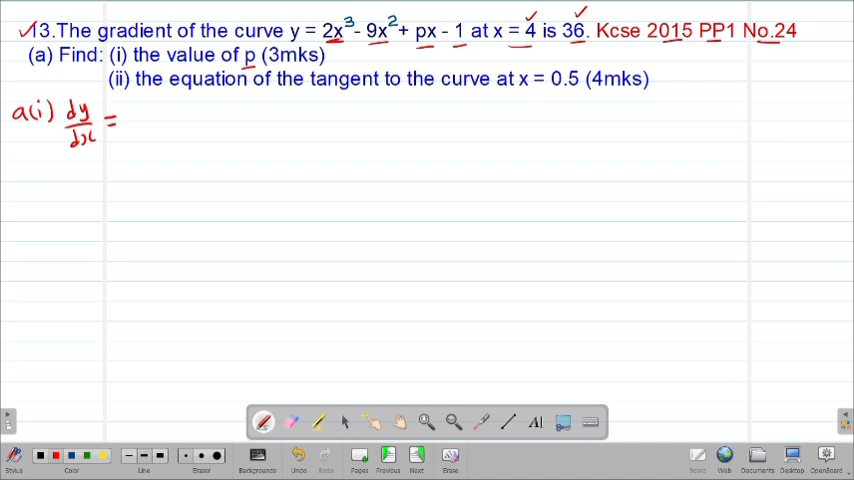 13.The gradient of the curve y = 2x³- 9x²+ px - 1 at x = 4 is 36. Kcse 2015 PP1 No.24
(a) Find: (i) the value of p (3mks)
(ii) the equation of the tangent to the curve at x = 0.5 (4mks)
a(i) dy/dx =
Stylus Color Line Eraser Backgrounds Undo Redo Pages Previous Next Erase Board Web Documents Desktop OpenBoard